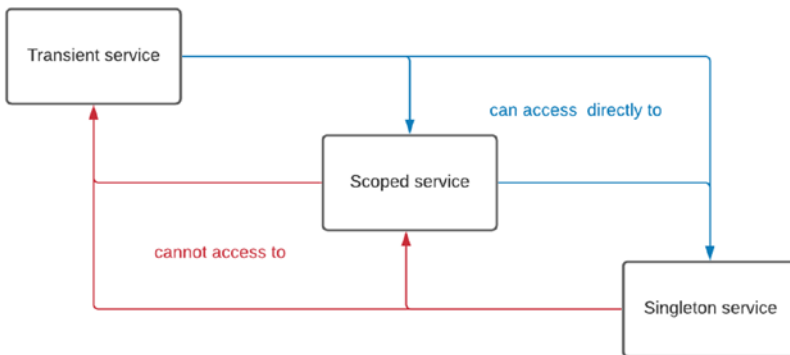 Transient service
can access directly to
Scoped service
cannot access to
Singleton service